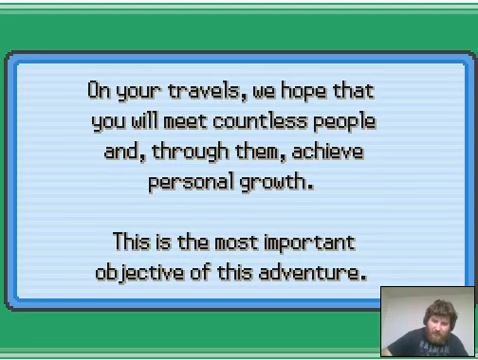 On your travels, we hope that
you will meet countless people
and, through them, achieve
personal growth.
This is the most important
objective of this adventure.